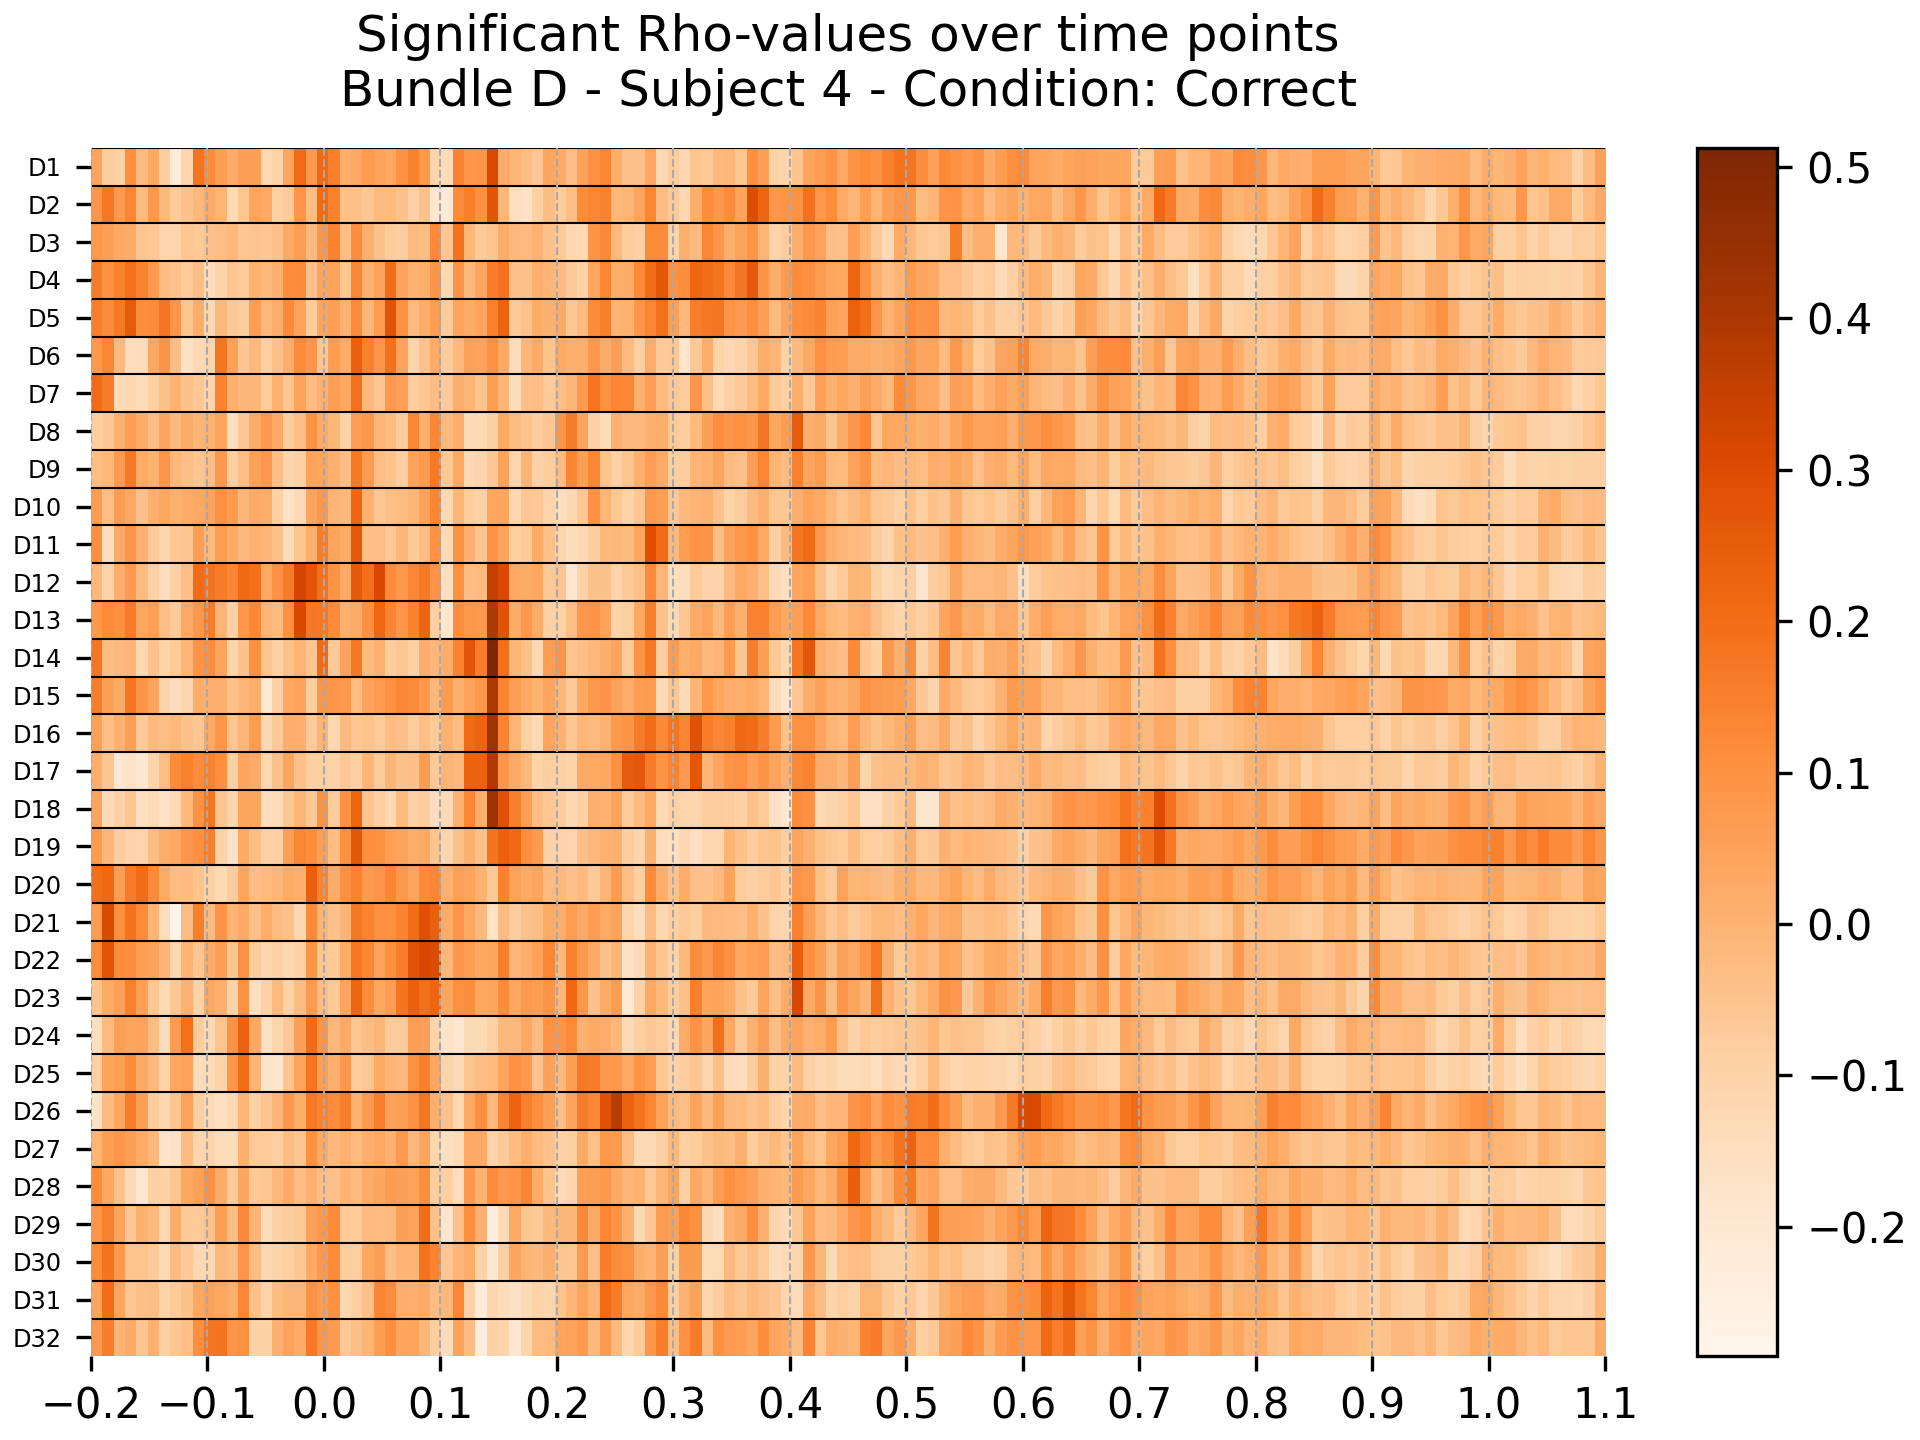 Significant Rho-values over time points
Bundle D - Subject 4 - Condition: Correct
D1
D2
D3
D4
D5
D6
D7
D8
D9
D10
D11
D12
D13
D14
D15
D16
D17
D18
D19
D20
D21
D22
D23
D24
D25
D26
D27
D28
D29
D30
D31
D32
−0.2 −0.1 0.0 0.1 0.2 0.3 0.4 0.5 0.6 0.7 0.8 0.9 1.0 1.1
0.5
0.4
0.3
0.2
0.1
0.0
−0.1
−0.2